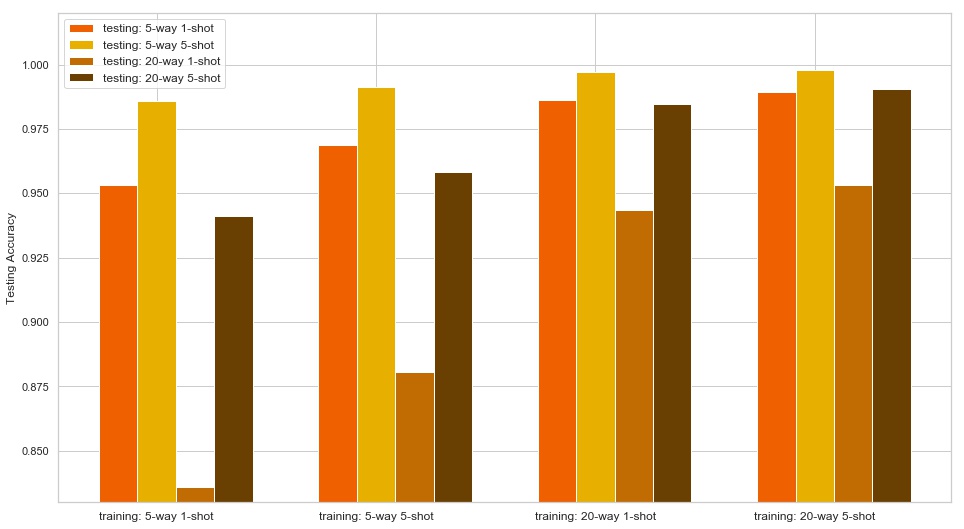 testing: 5-way 1-shot
testing: 5-way 5-shot
testing: 20-way 1-shot
testing: 20-way 5-shot
1.000
0.975
0.950
0.925
0.900
0.875
0.850
Testing Accuracy
training: 5-way 1-shot
training: 5-way 5-shot
training: 20-way 1-shot
training: 20-way 5-shot